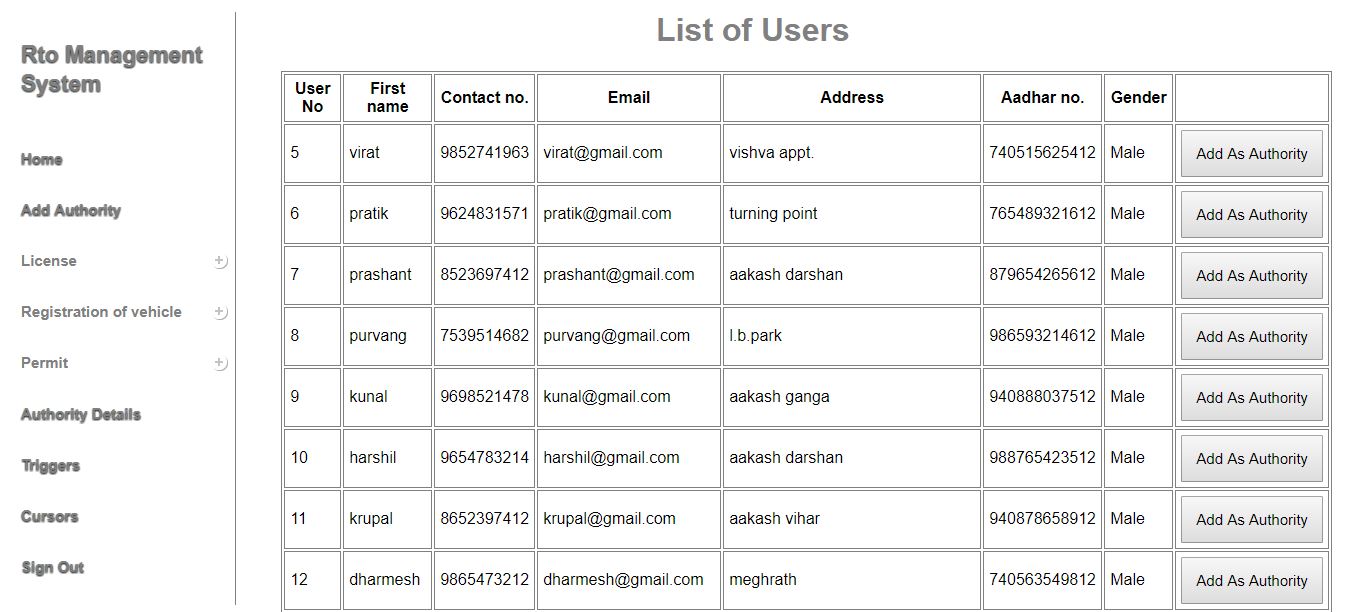 Rto Management
System
Home
Add Authority
License
Registration of vehicle
Permit
Authority Details
Triggers
Cursors
Sign Out
List of Users
User No First name Contact no. Email Address Aadhar no. Gender
5 virat 9852741963 virat@gmail.com vishva appt. 740515625412 Male Add As Authority
6 pratik 9624831571 pratik@gmail.com turning point 765489321612 Male Add As Authority
7 prashant 8523697412 prashant@gmail.com aakash darshan 879654265612 Male Add As Authority
8 purvang 7539514682 purvang@gmail.com l.b.park 986593214612 Male Add As Authority
9 kunal 9698521478 kunal@gmail.com aakash ganga 940888037512 Male Add As Authority
10 harshil 9654783214 harshil@gmail.com aakash darshan 988765423512 Male Add As Authority
11 krupal 8652397412 krupal@gmail.com aakash vihar 940878658912 Male Add As Authority
12 dharmesh 9865473212 dharmesh@gmail.com meghrath 740563549812 Male Add As Authority